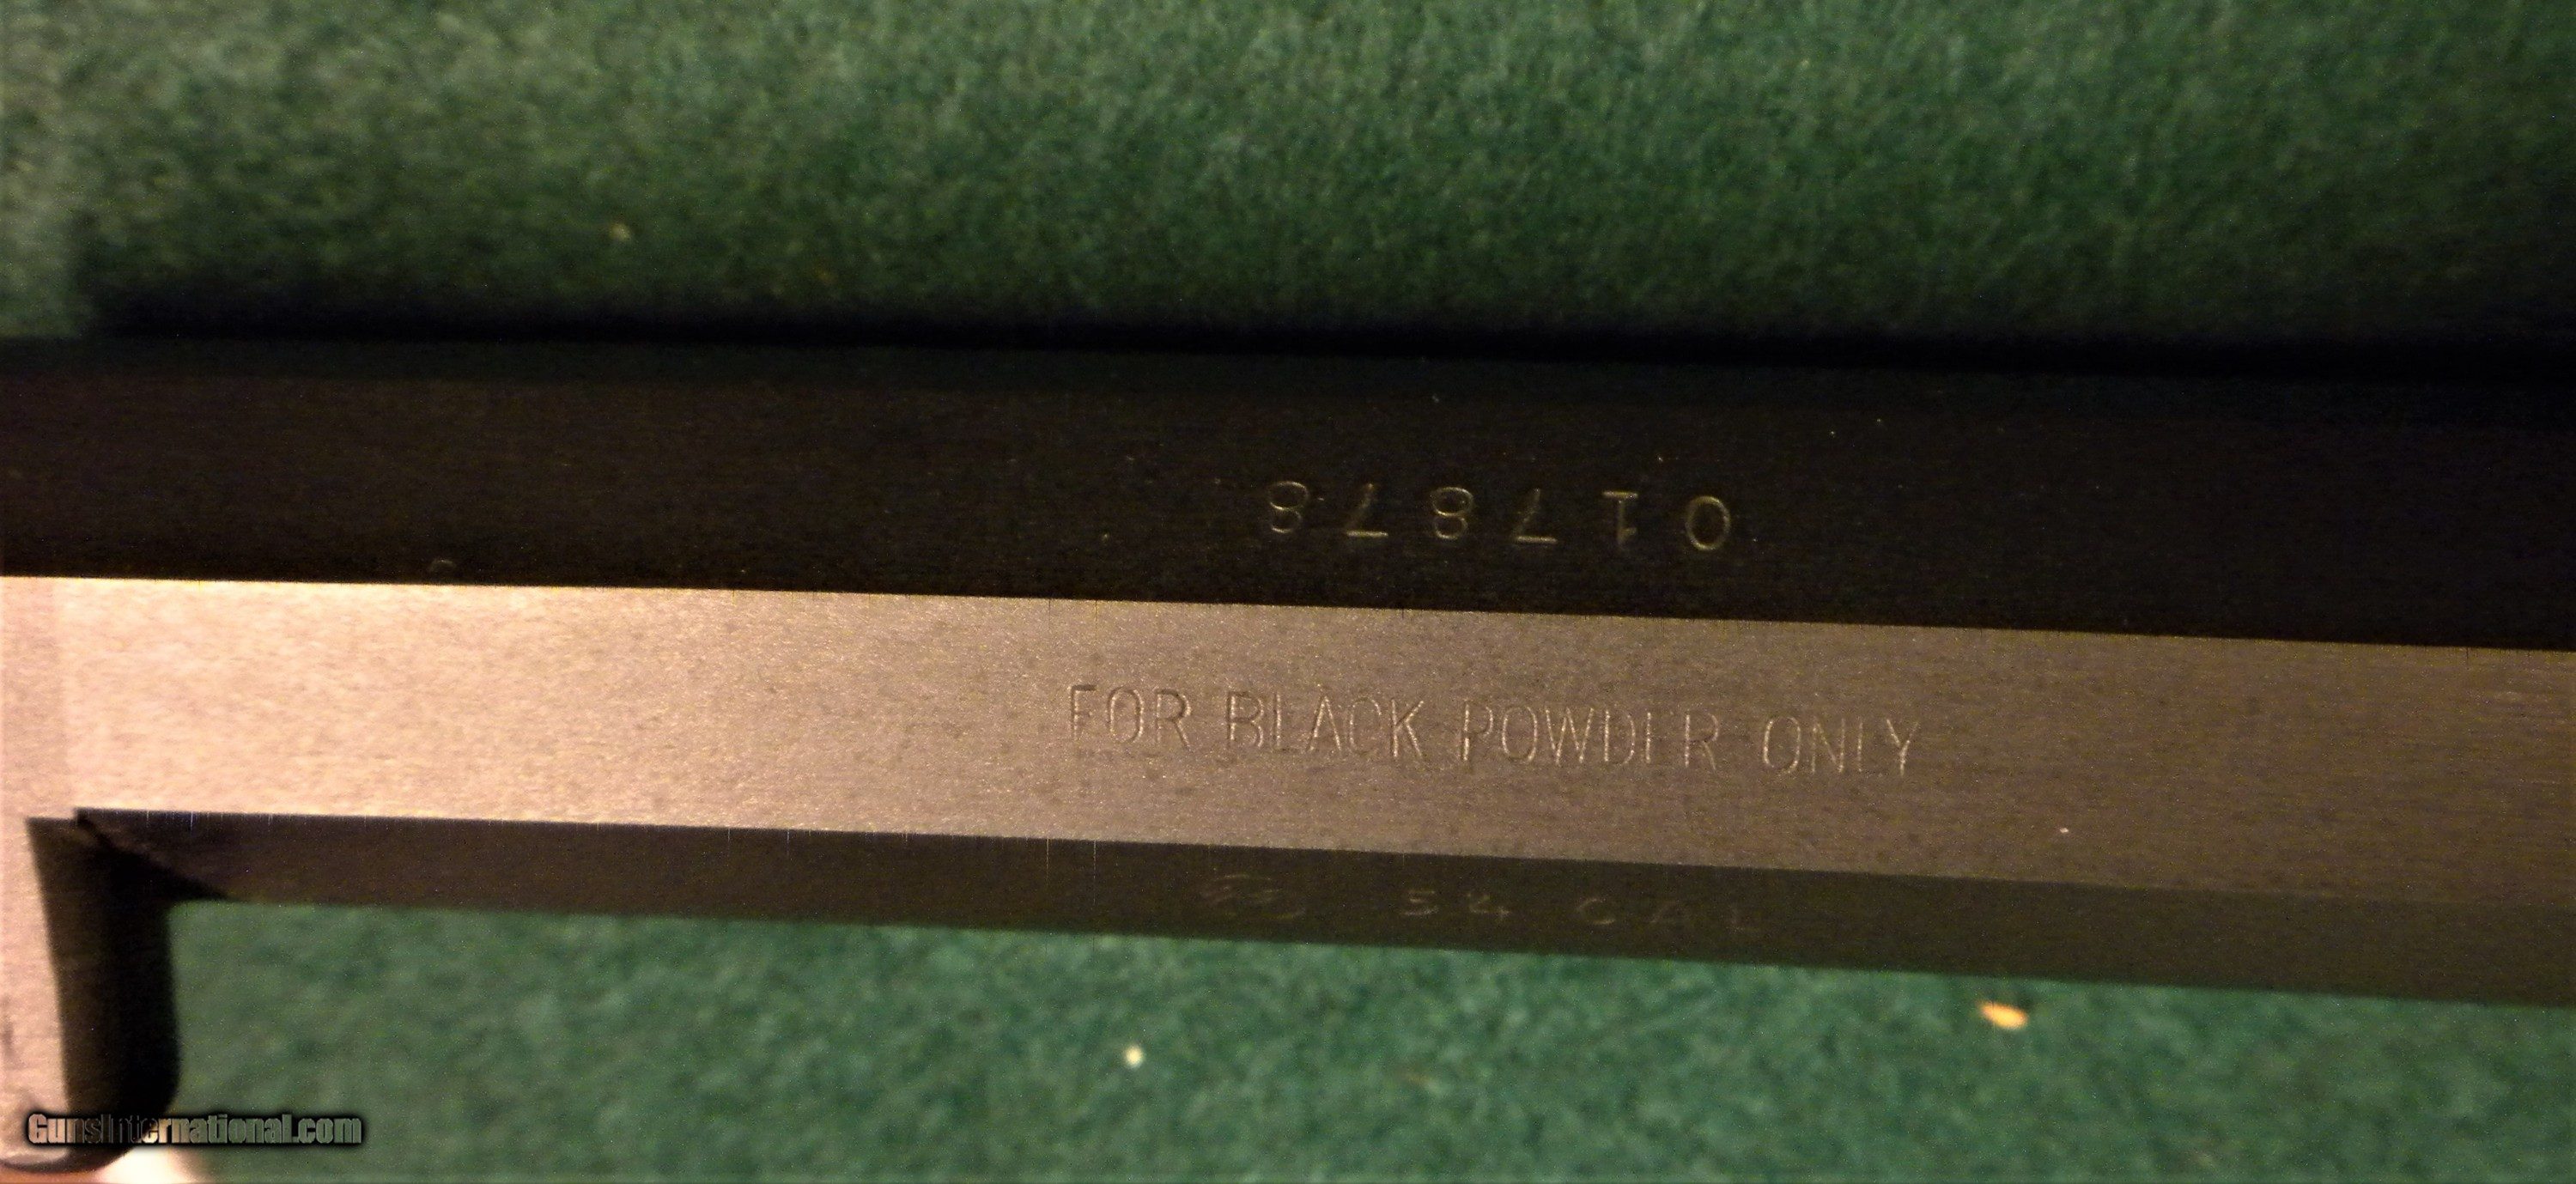 017878
FOR BLACK POWDER ONLY
54 CAL
GunsInternational.com